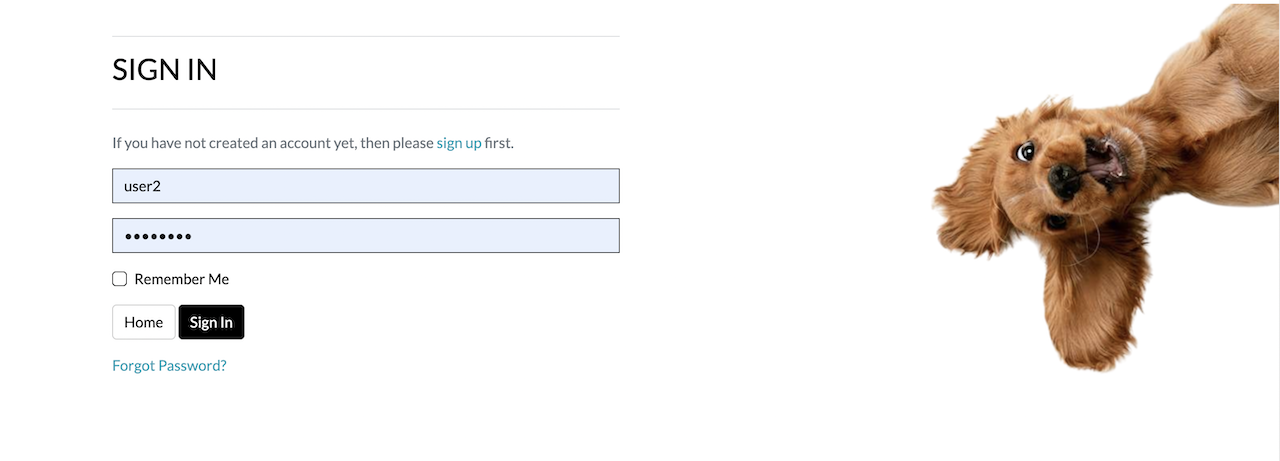 SIGN IN
If you have not created an account yet, then please sign up first.
user2
••••••••
Remember Me
Home Sign In
Forgot Password?